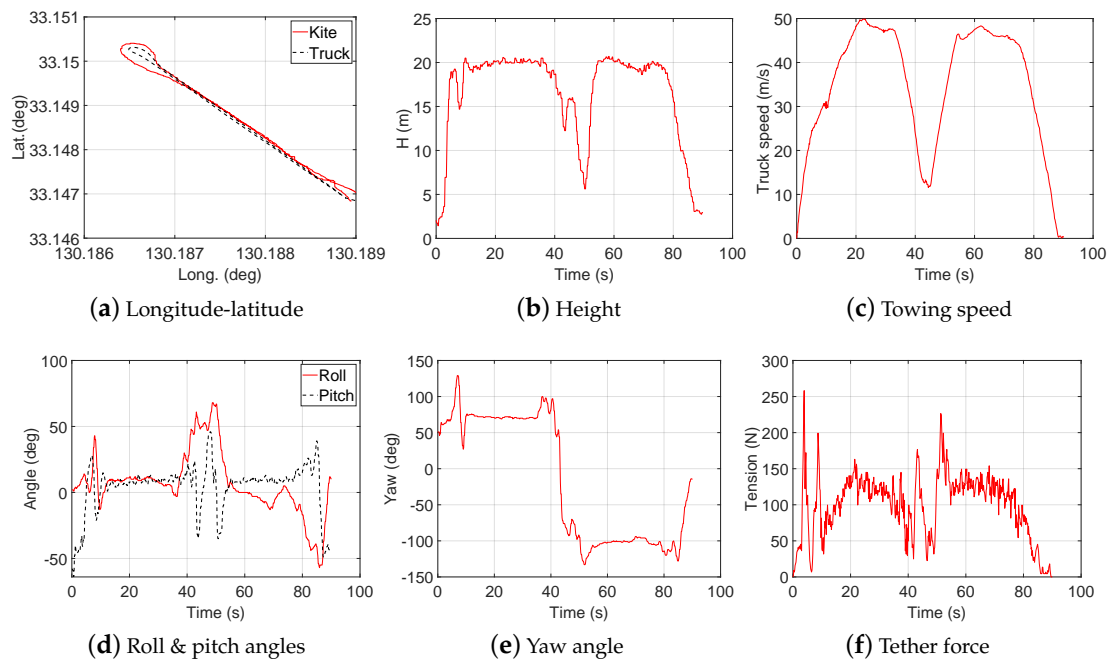 33.151
33.15
33.149
33.148
33.147
33.146
130.186 130.187 130.188 130.189
Lat.(deg)
Long. (deg)
Kite
Truck
(a) Longitude-latitude
25
20
15
10
5
0
0 20 40 60 80 100
H (m)
Time (s)
(b) Height
50
40
30
20
10
0
0 20 40 60 80 100
Truck speed (m/s)
Time (s)
(c) Towing speed
100
50
0
-50
0 20 40 60 80 100
Angle (deg)
Time (s)
Roll
Pitch
(d) Roll & pitch angles
150
100
50
0
-50
-100
-150
0 20 40 60 80 100
Yaw (deg)
Time (s)
(e) Yaw angle
300
250
200
150
100
50
0
0 20 40 60 80 100
Tension (N)
Time (s)
(f) Tether force